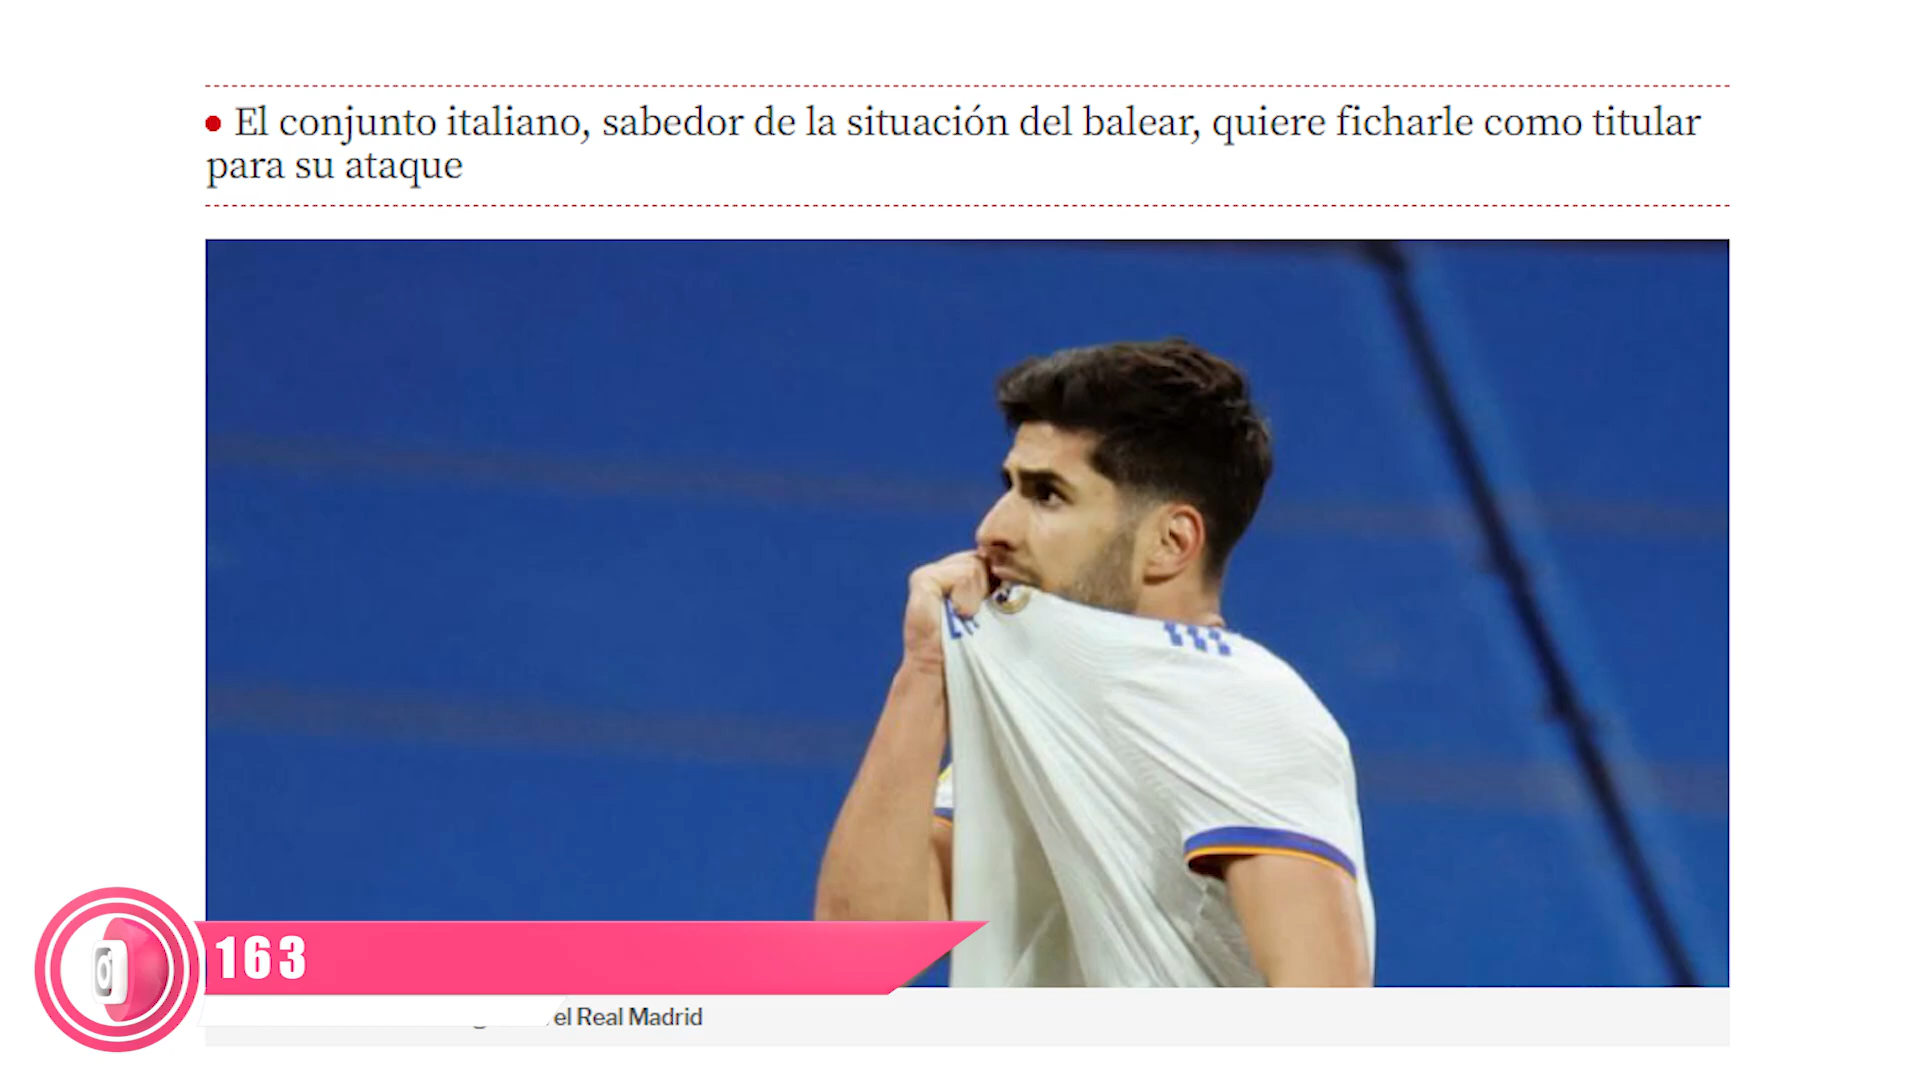 El conjunto italiano, sabedor de la situación del balear, quiere ficharle como titular
para su ataque
163
el Real Madrid